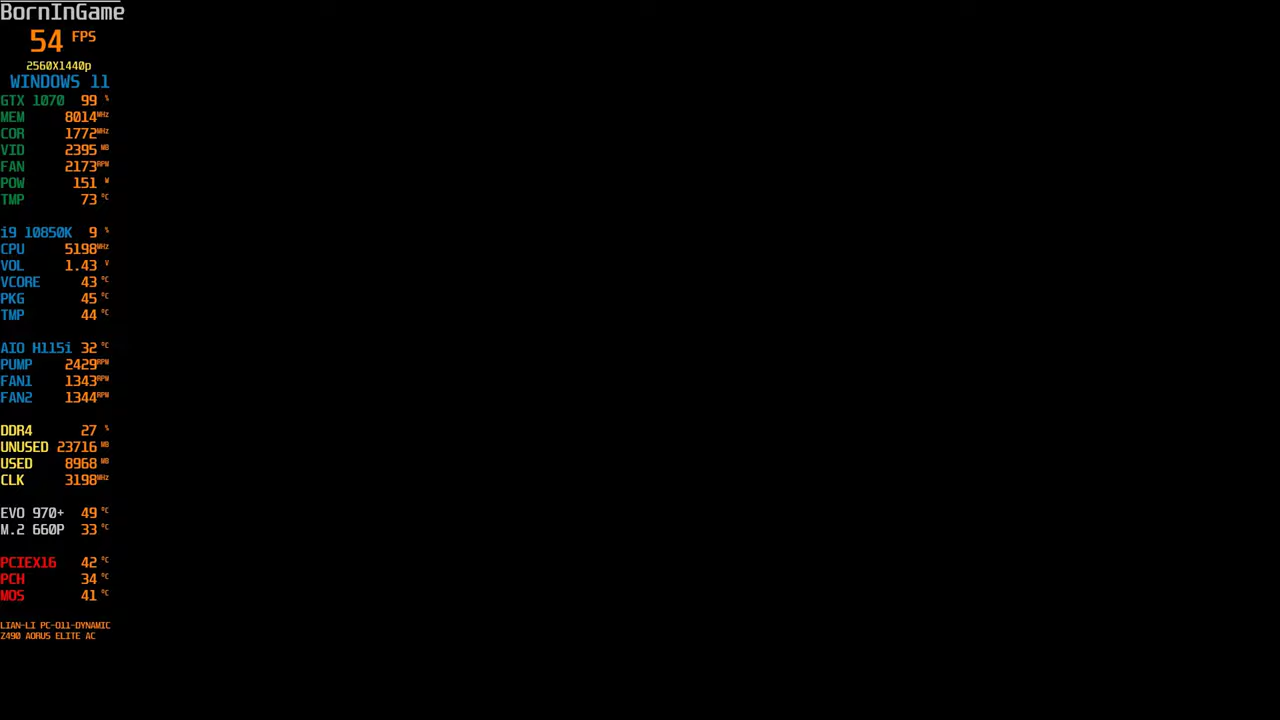 BornInGame
54 FPS
2560X1440p
WINDOWS 11
GTX 1070 99 %
MEM 8014 MHz
COR 1772 MHz
VID 2395 MB
FAN 2173 RPM
POW 151 W
TMP 73 °C
i9 10850K 9 %
CPU 5198 MHz
VOL 1.43 V
VCORE 43 °C
PKG 45 °C
TMP 44 °C
AIO H115i 32 °C
PUMP 2429 RPM
FAN1 1343 RPM
FAN2 1344 RPM
DDR4 27 %
UNUSED 23716 MB
USED 8968 MB
CLK 3198 MHz
EVO 970+ 49 °C
M.2 660P 33 °C
PCIEX16 42 °C
PCH 34 °C
MOS 41 °C
LIAN-LI PC-O11-DYNAMIC
Z490 AORUS ELITE AC